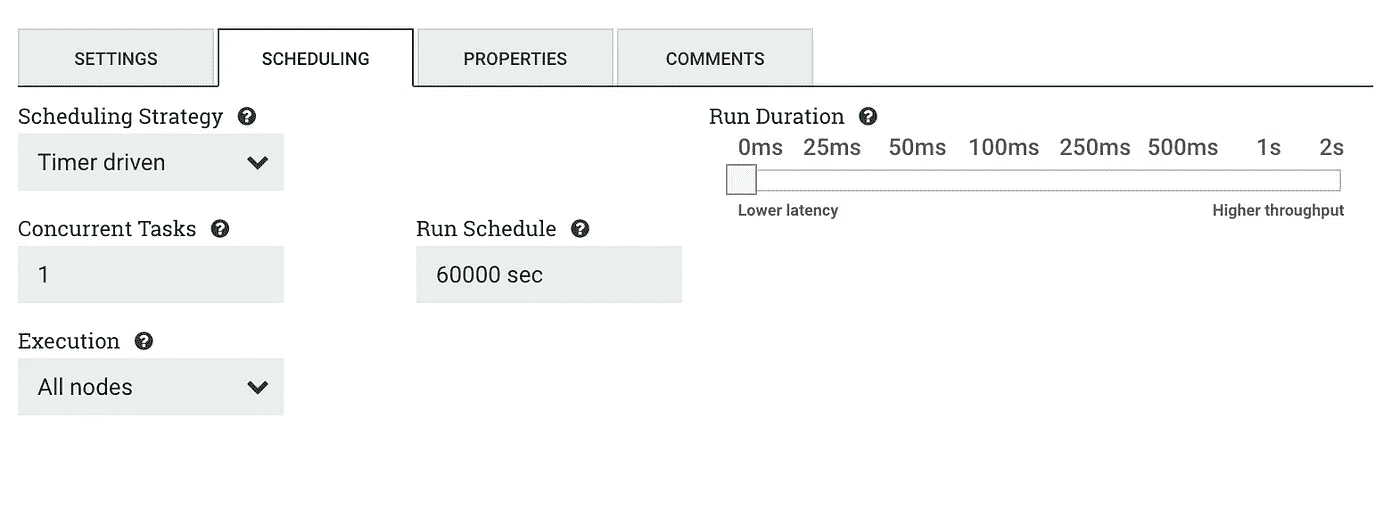 SETTINGS
SCHEDULING
PROPERTIES
COMMENTS
Scheduling Strategy ?
Timer driven
Run Duration ?
0ms 25ms 50ms 100ms 250ms 500ms 1s 2s
Lower latency
Higher throughput
Concurrent Tasks ?
1
Run Schedule ?
60000 sec
Execution ?
All nodes